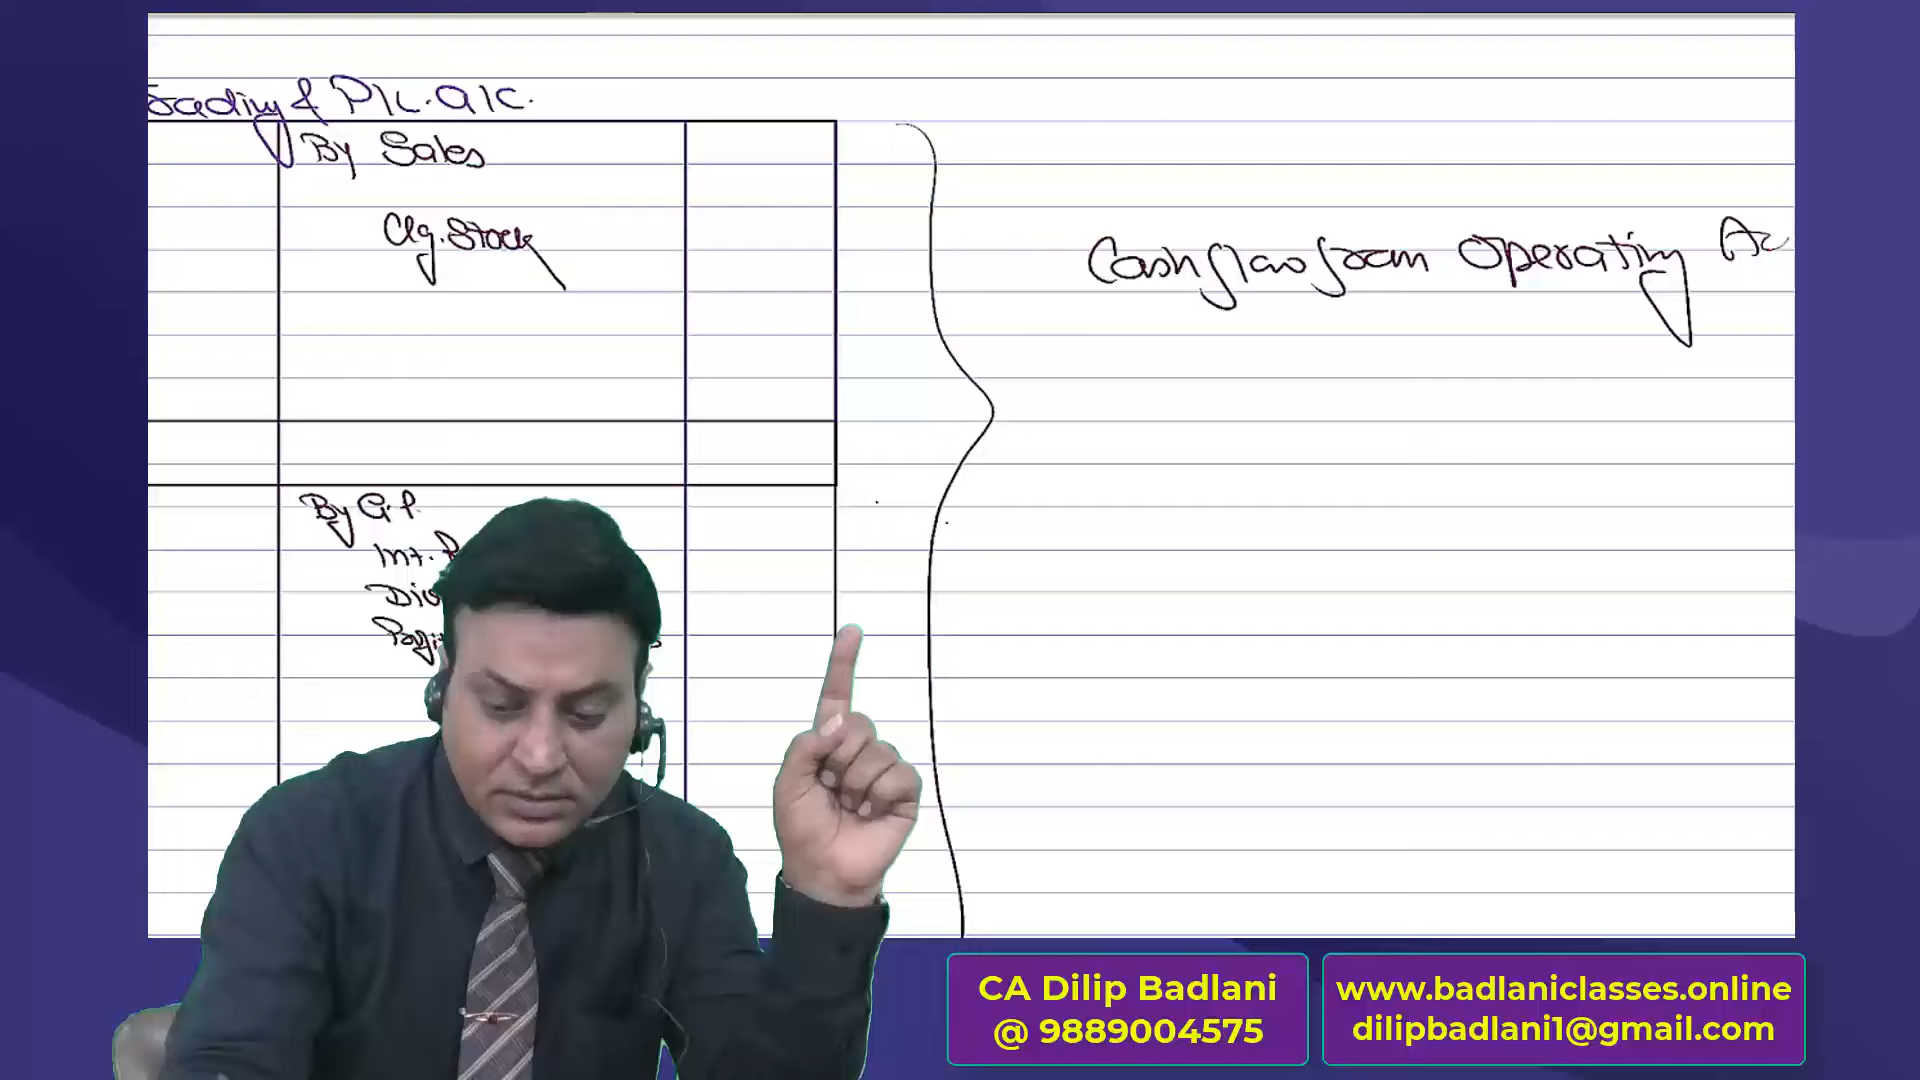 Trading & P/L. a/c.
By Sales
Clg. Stock
Cash flow from Operating Ac
By G.P.
Int.
CA Dilip Badlani
@ 9889004575
www.badlaniclasses.online
dilipbadlani1@gmail.com